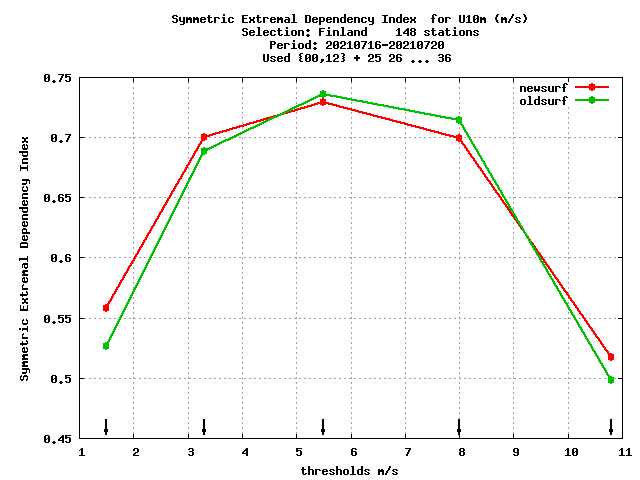 Symmetric Extremal Dependency Index  for U10m (m/s)
Selection: Finland    148 stations
Period: 20210716-20210720
Used {00,12} + 25 26 ... 36
newsurf
oldsurf
Symmetric Extremal Dependency Index
0.75
0.7
0.65
0.6
0.55
0.5
0.45
1 2 3 4 5 6 7 8 9 10 11
thresholds m/s